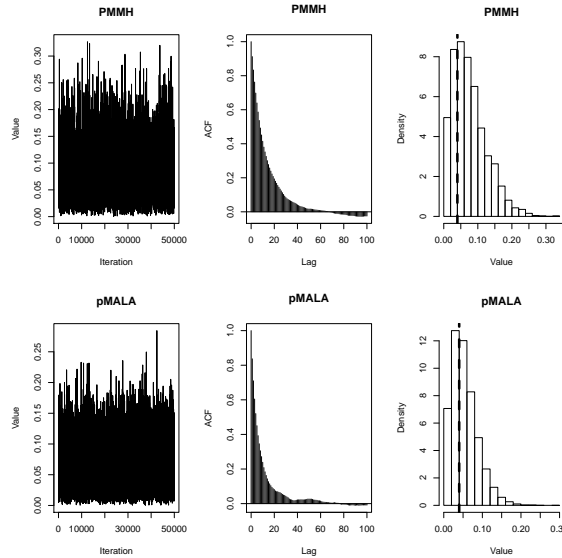 PMMH
PMMH
PMMH
Value
0.00 0.05 0.10 0.15 0.20 0.25 0.30
0 10000 30000 50000
Iteration
ACF
0.0 0.2 0.4 0.6 0.8 1.0
0 20 40 60 80 100
Lag
Density
0 2 4 6 8
0.00 0.10 0.20 0.30
Value
pMALA
pMALA
pMALA
Value
0.00 0.05 0.10 0.15 0.20 0.25
0 10000 30000 50000
Iteration
ACF
0.0 0.2 0.4 0.6 0.8 1.0
0 20 40 60 80 100
Lag
Density
0 2 4 6 8 10 12
0.00 0.10 0.20 0.30
Value